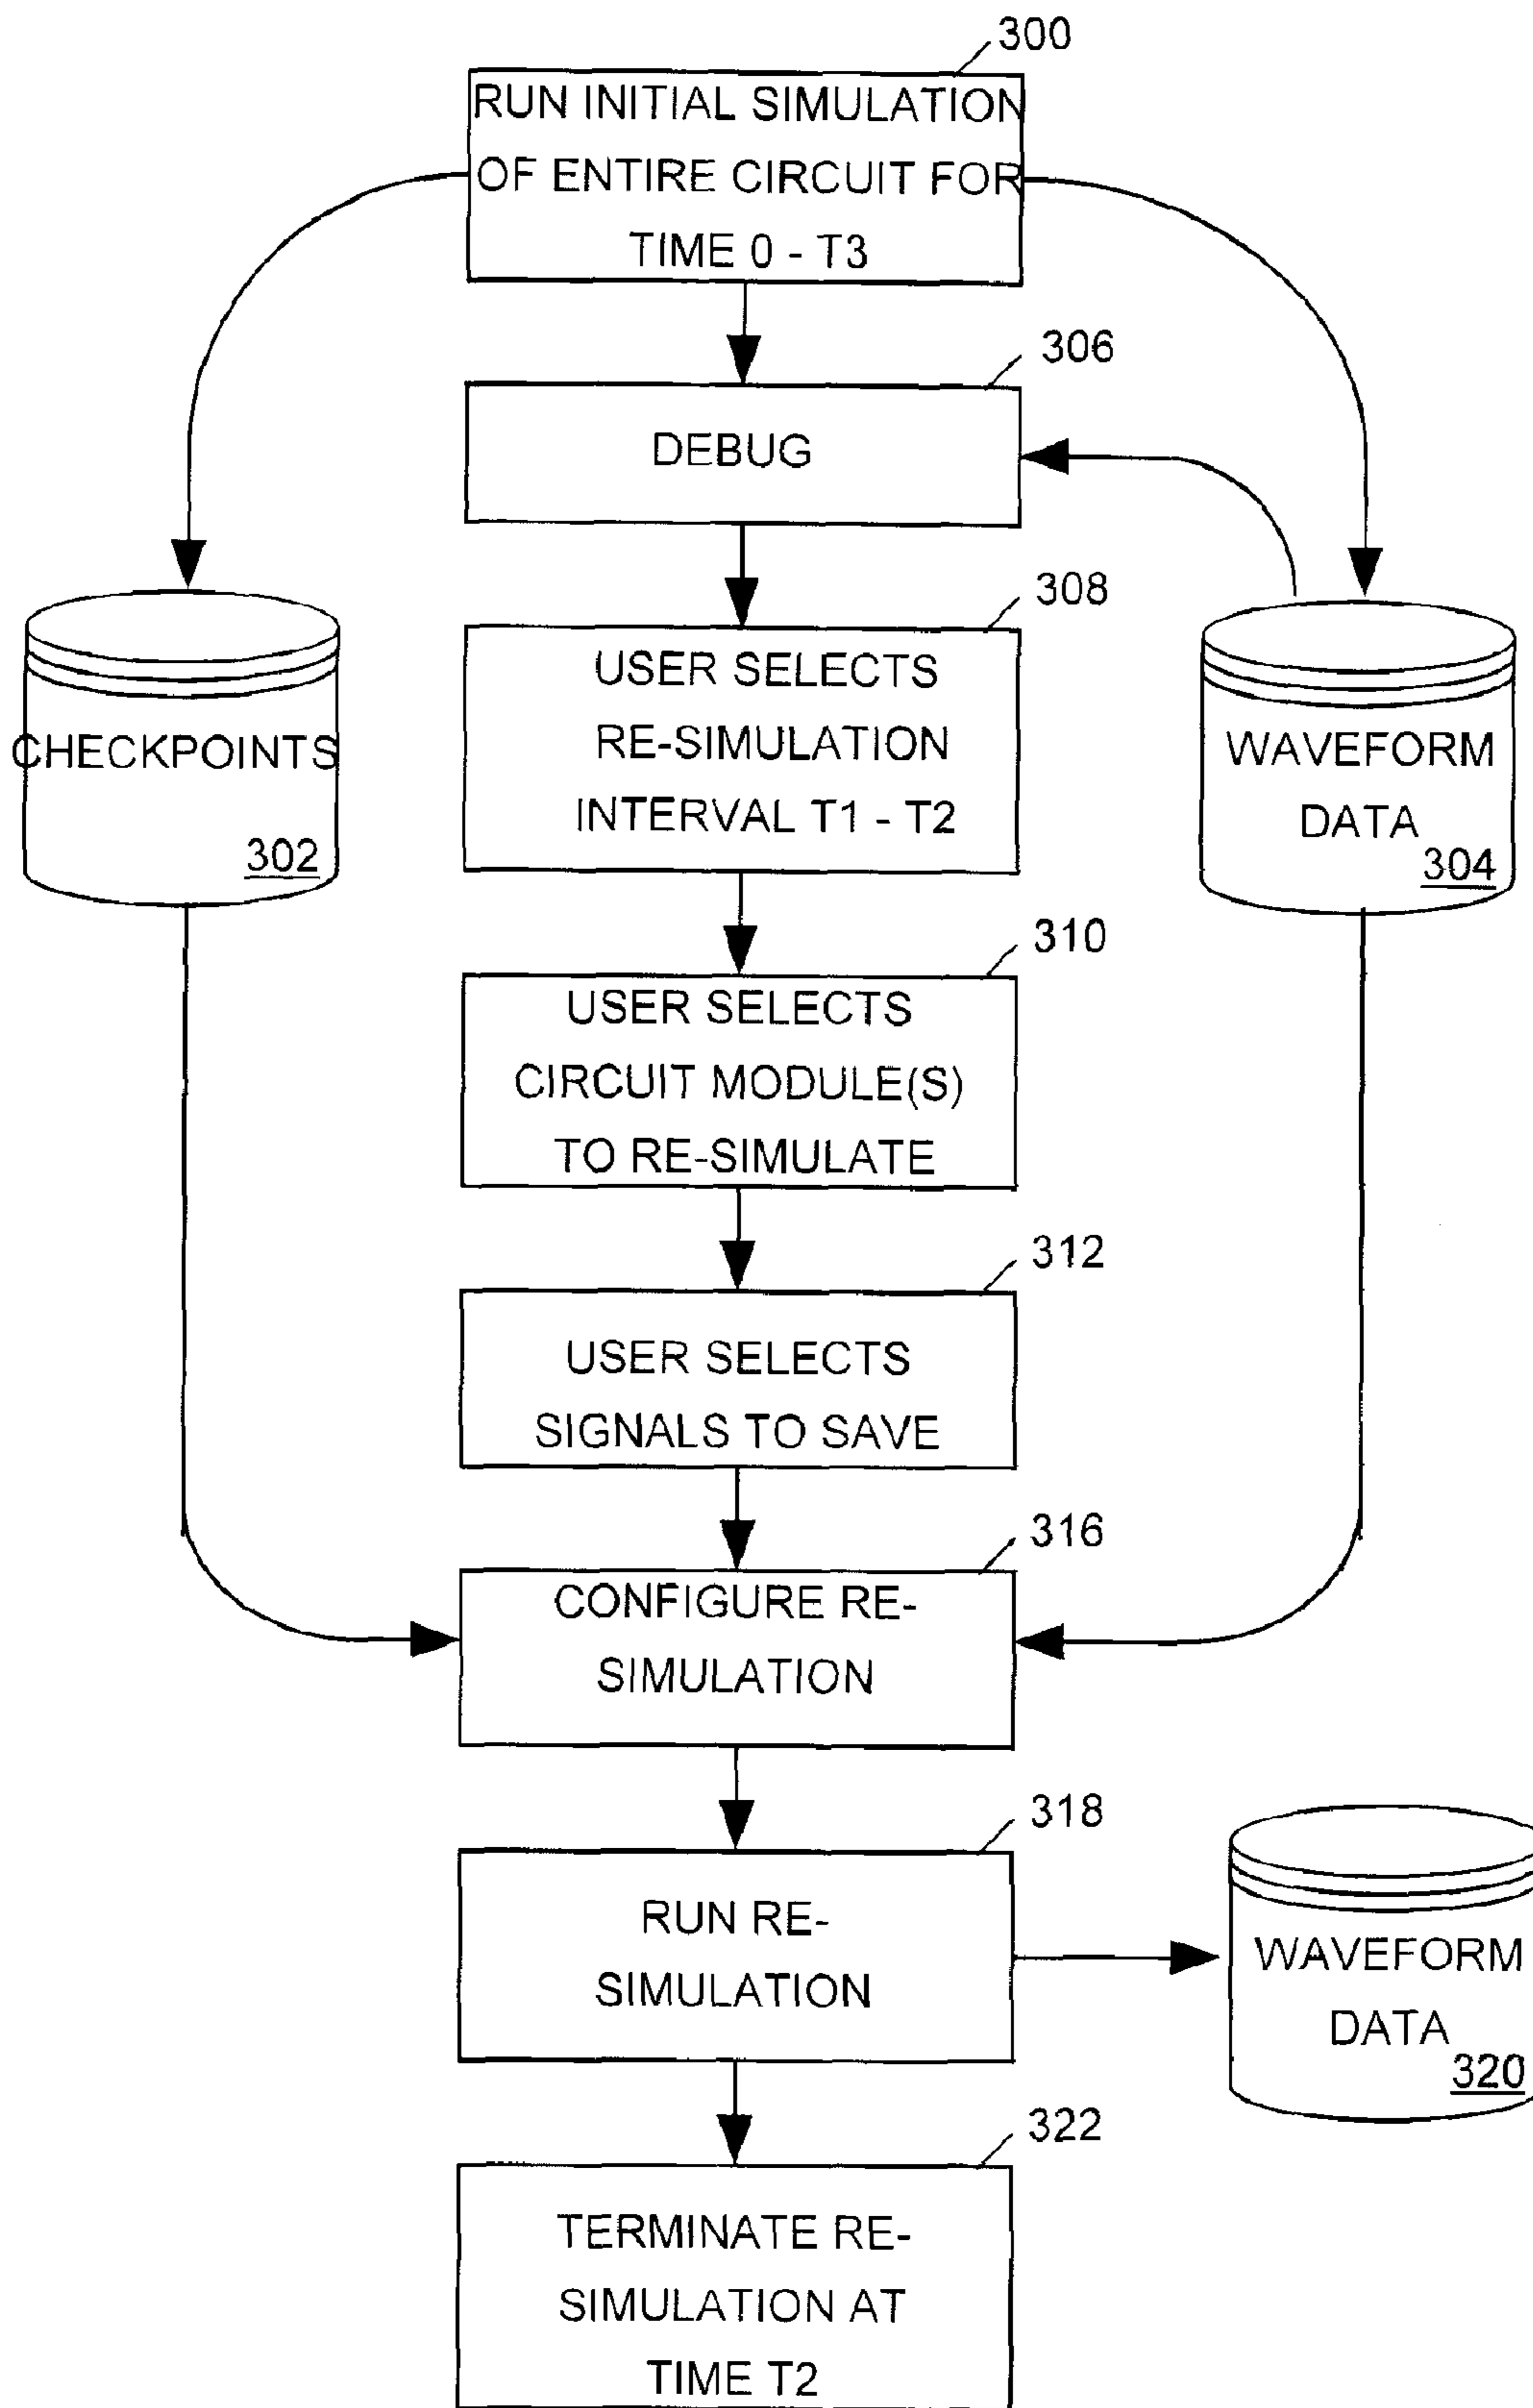 300
RUN INITIAL SIMULATION
OF ENTIRE CIRCUIT FOR
TIME 0 - T3
306
DEBUG
308
USER SELECTS
RE-SIMULATION
INTERVAL T1 - T2
CHECKPOINTS
302
WAVEFORM
DATA
304
310
USER SELECTS
CIRCUIT MODULE(S)
TO RE-SIMULATE
312
USER SELECTS
SIGNALS TO SAVE
316
CONFIGURE RE-
SIMULATION
318
RUN RE-
SIMULATION
WAVEFORM
DATA
320
322
TERMINATE RE-
SIMULATION AT
TIME T2